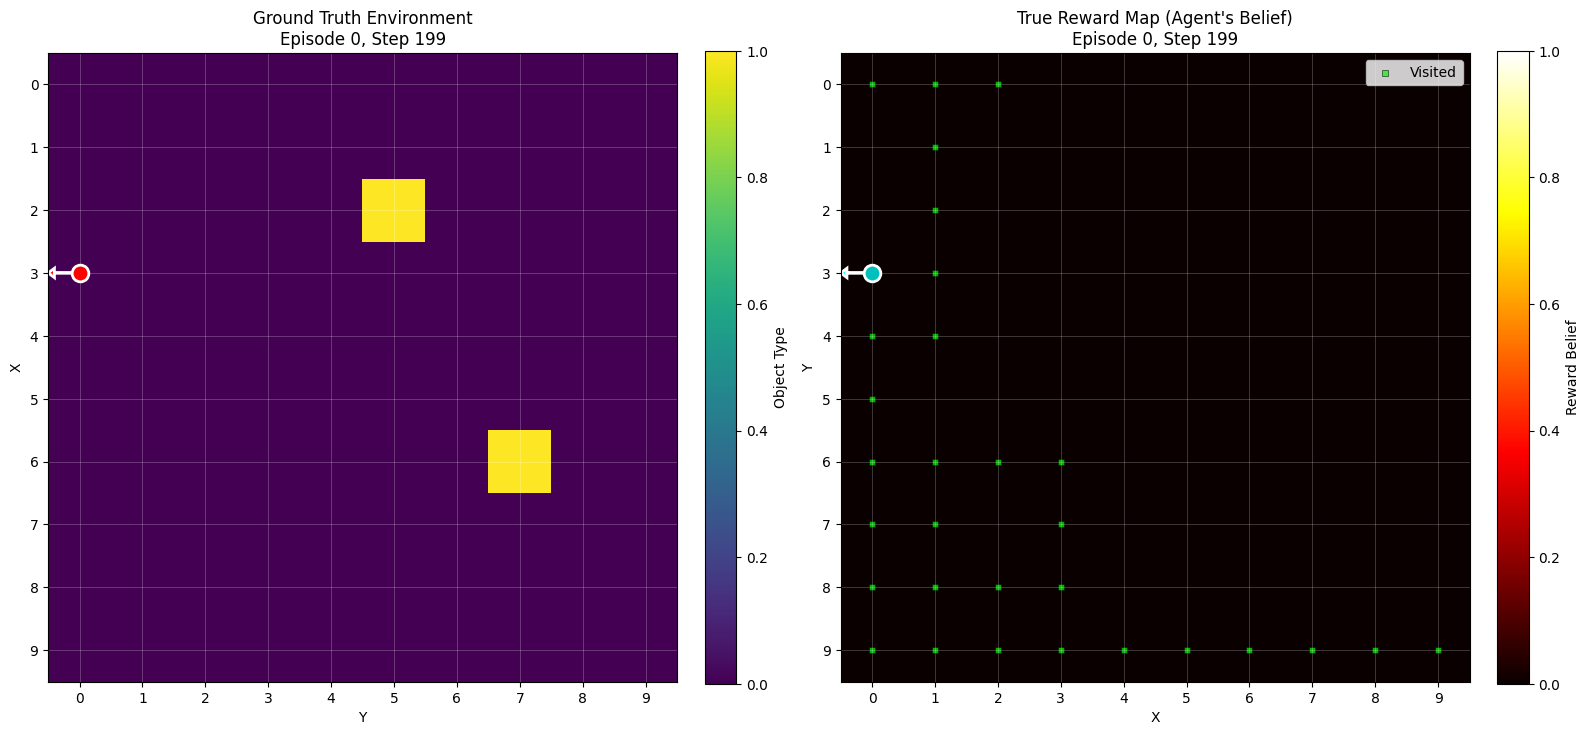 Ground Truth Environment
Episode 0, Step 199
0
1
2
3
4
5
6
7
8
9
X
0 1 2 3 4 5 6 7 8 9
Y
1.0
0.8
0.6
0.4
0.2
0.0
Object Type
True Reward Map (Agent's Belief)
Episode 0, Step 199
Visited
0
1
2
3
4
5
6
7
8
9
Y
0 1 2 3 4 5 6 7 8 9
X
1.0
0.8
0.6
0.4
0.2
0.0
Reward Belief